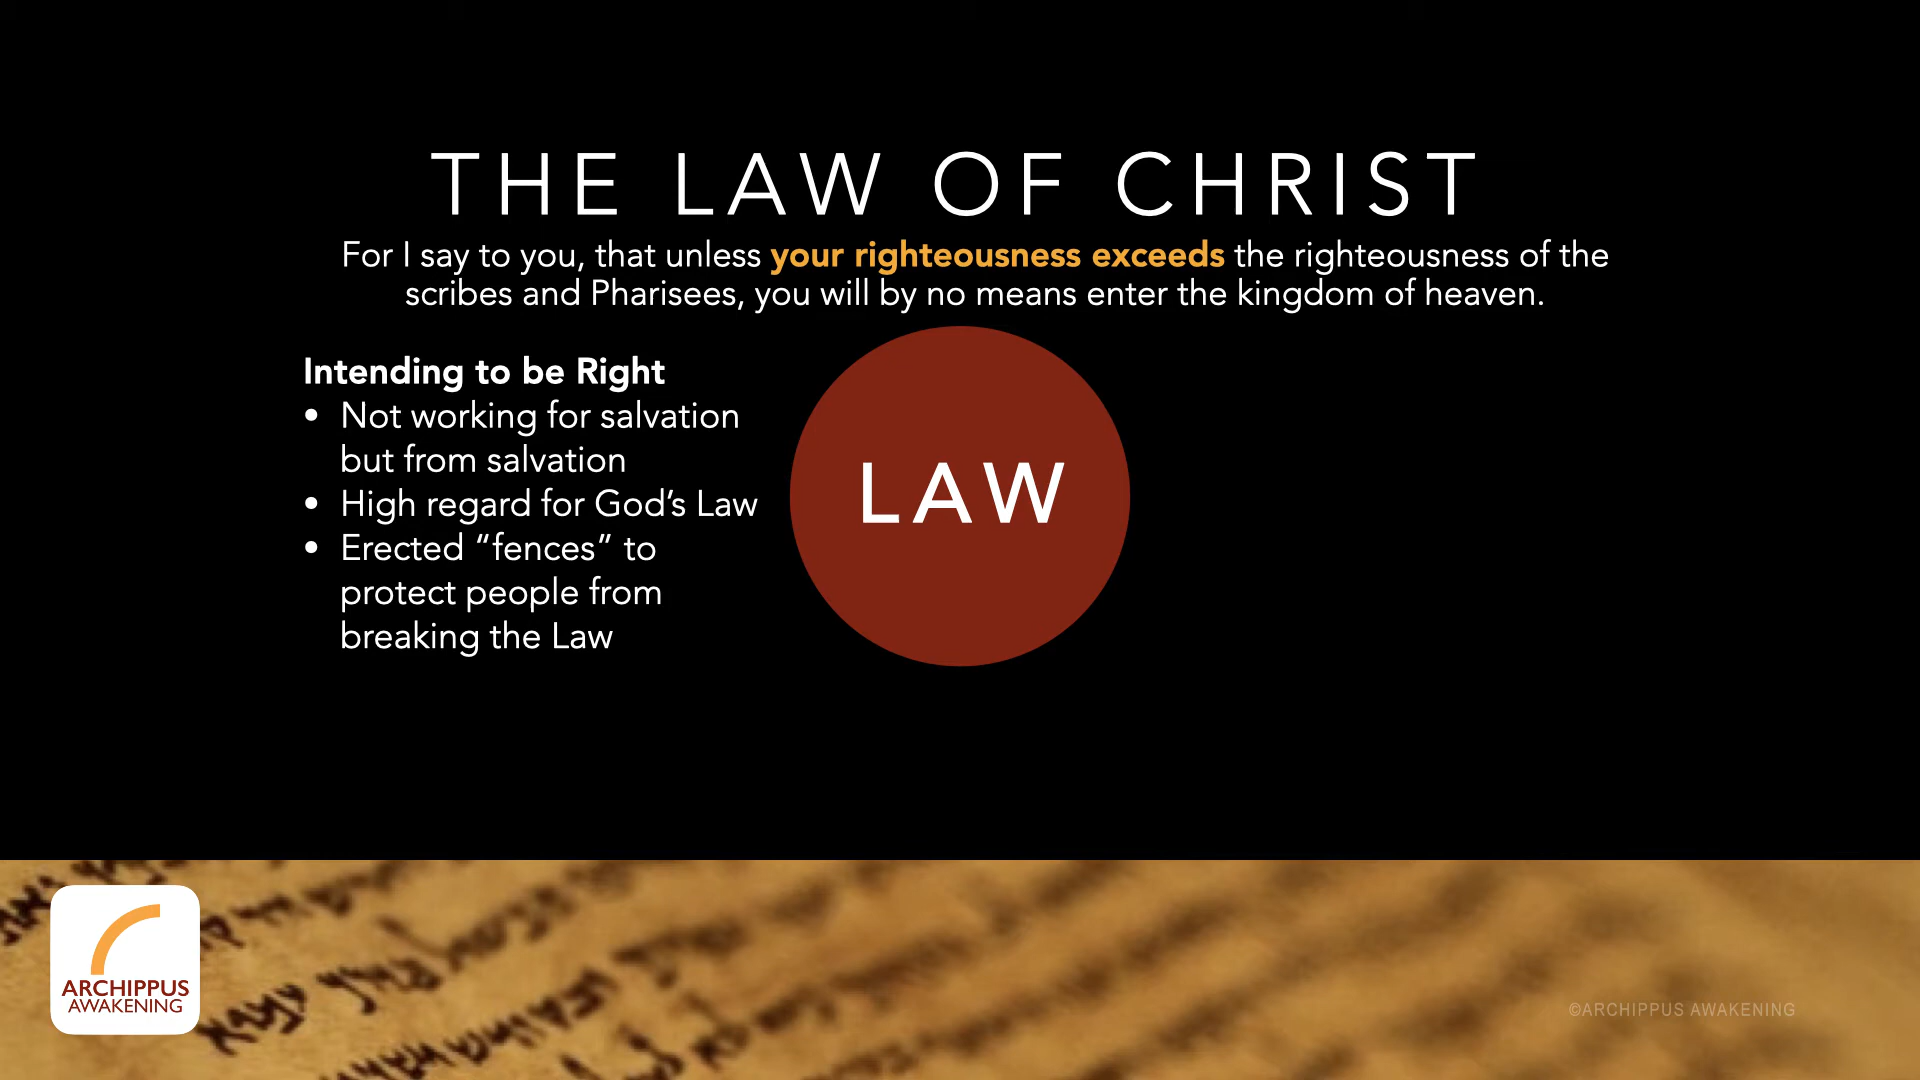 THE LAW OF CHRIST
For I say to you, that unless your righteousness exceeds the righteousness of the
scribes and Pharisees, you will by no means enter the kingdom of heaven.
Intending to be Right
• Not working for salvation
but from salvation
• High regard for God’s Law
• Erected “fences” to
protect people from
breaking the Law
LAW
ARCHIPPUS
AWAKENING
©ARCHIPPUS AWAKENING